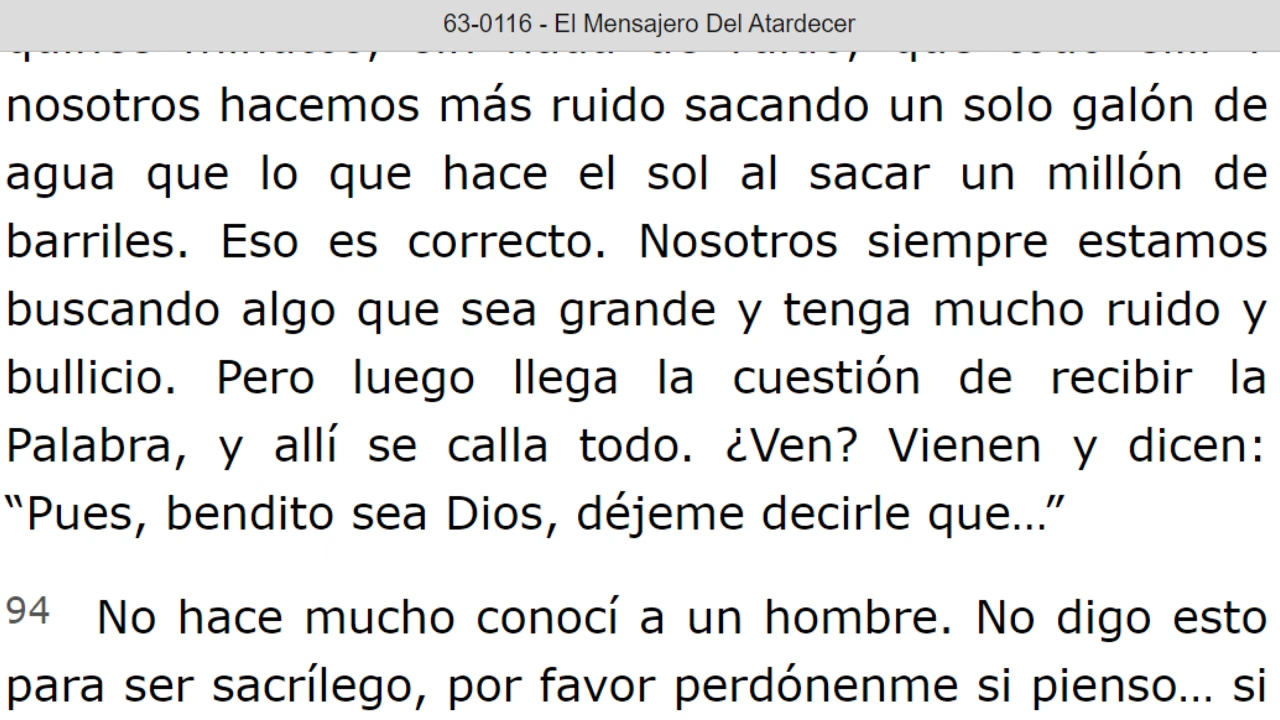 63-0116 - El Mensajero Del Atardecer
nosotros hacemos más ruido sacando un solo galón de
agua que lo que hace el sol al sacar un millón de
barriles. Eso es correcto. Nosotros siempre estamos
buscando algo que sea grande y tenga mucho ruido y
bullicio. Pero luego llega la cuestión de recibir la
Palabra, y allí se calla todo. ¿Ven? Vienen y dicen:
“Pues, bendito sea Dios, déjeme decirle que…”
94 No hace mucho conocí a un hombre. No digo esto
para ser sacrílego, por favor perdónenme si pienso… si